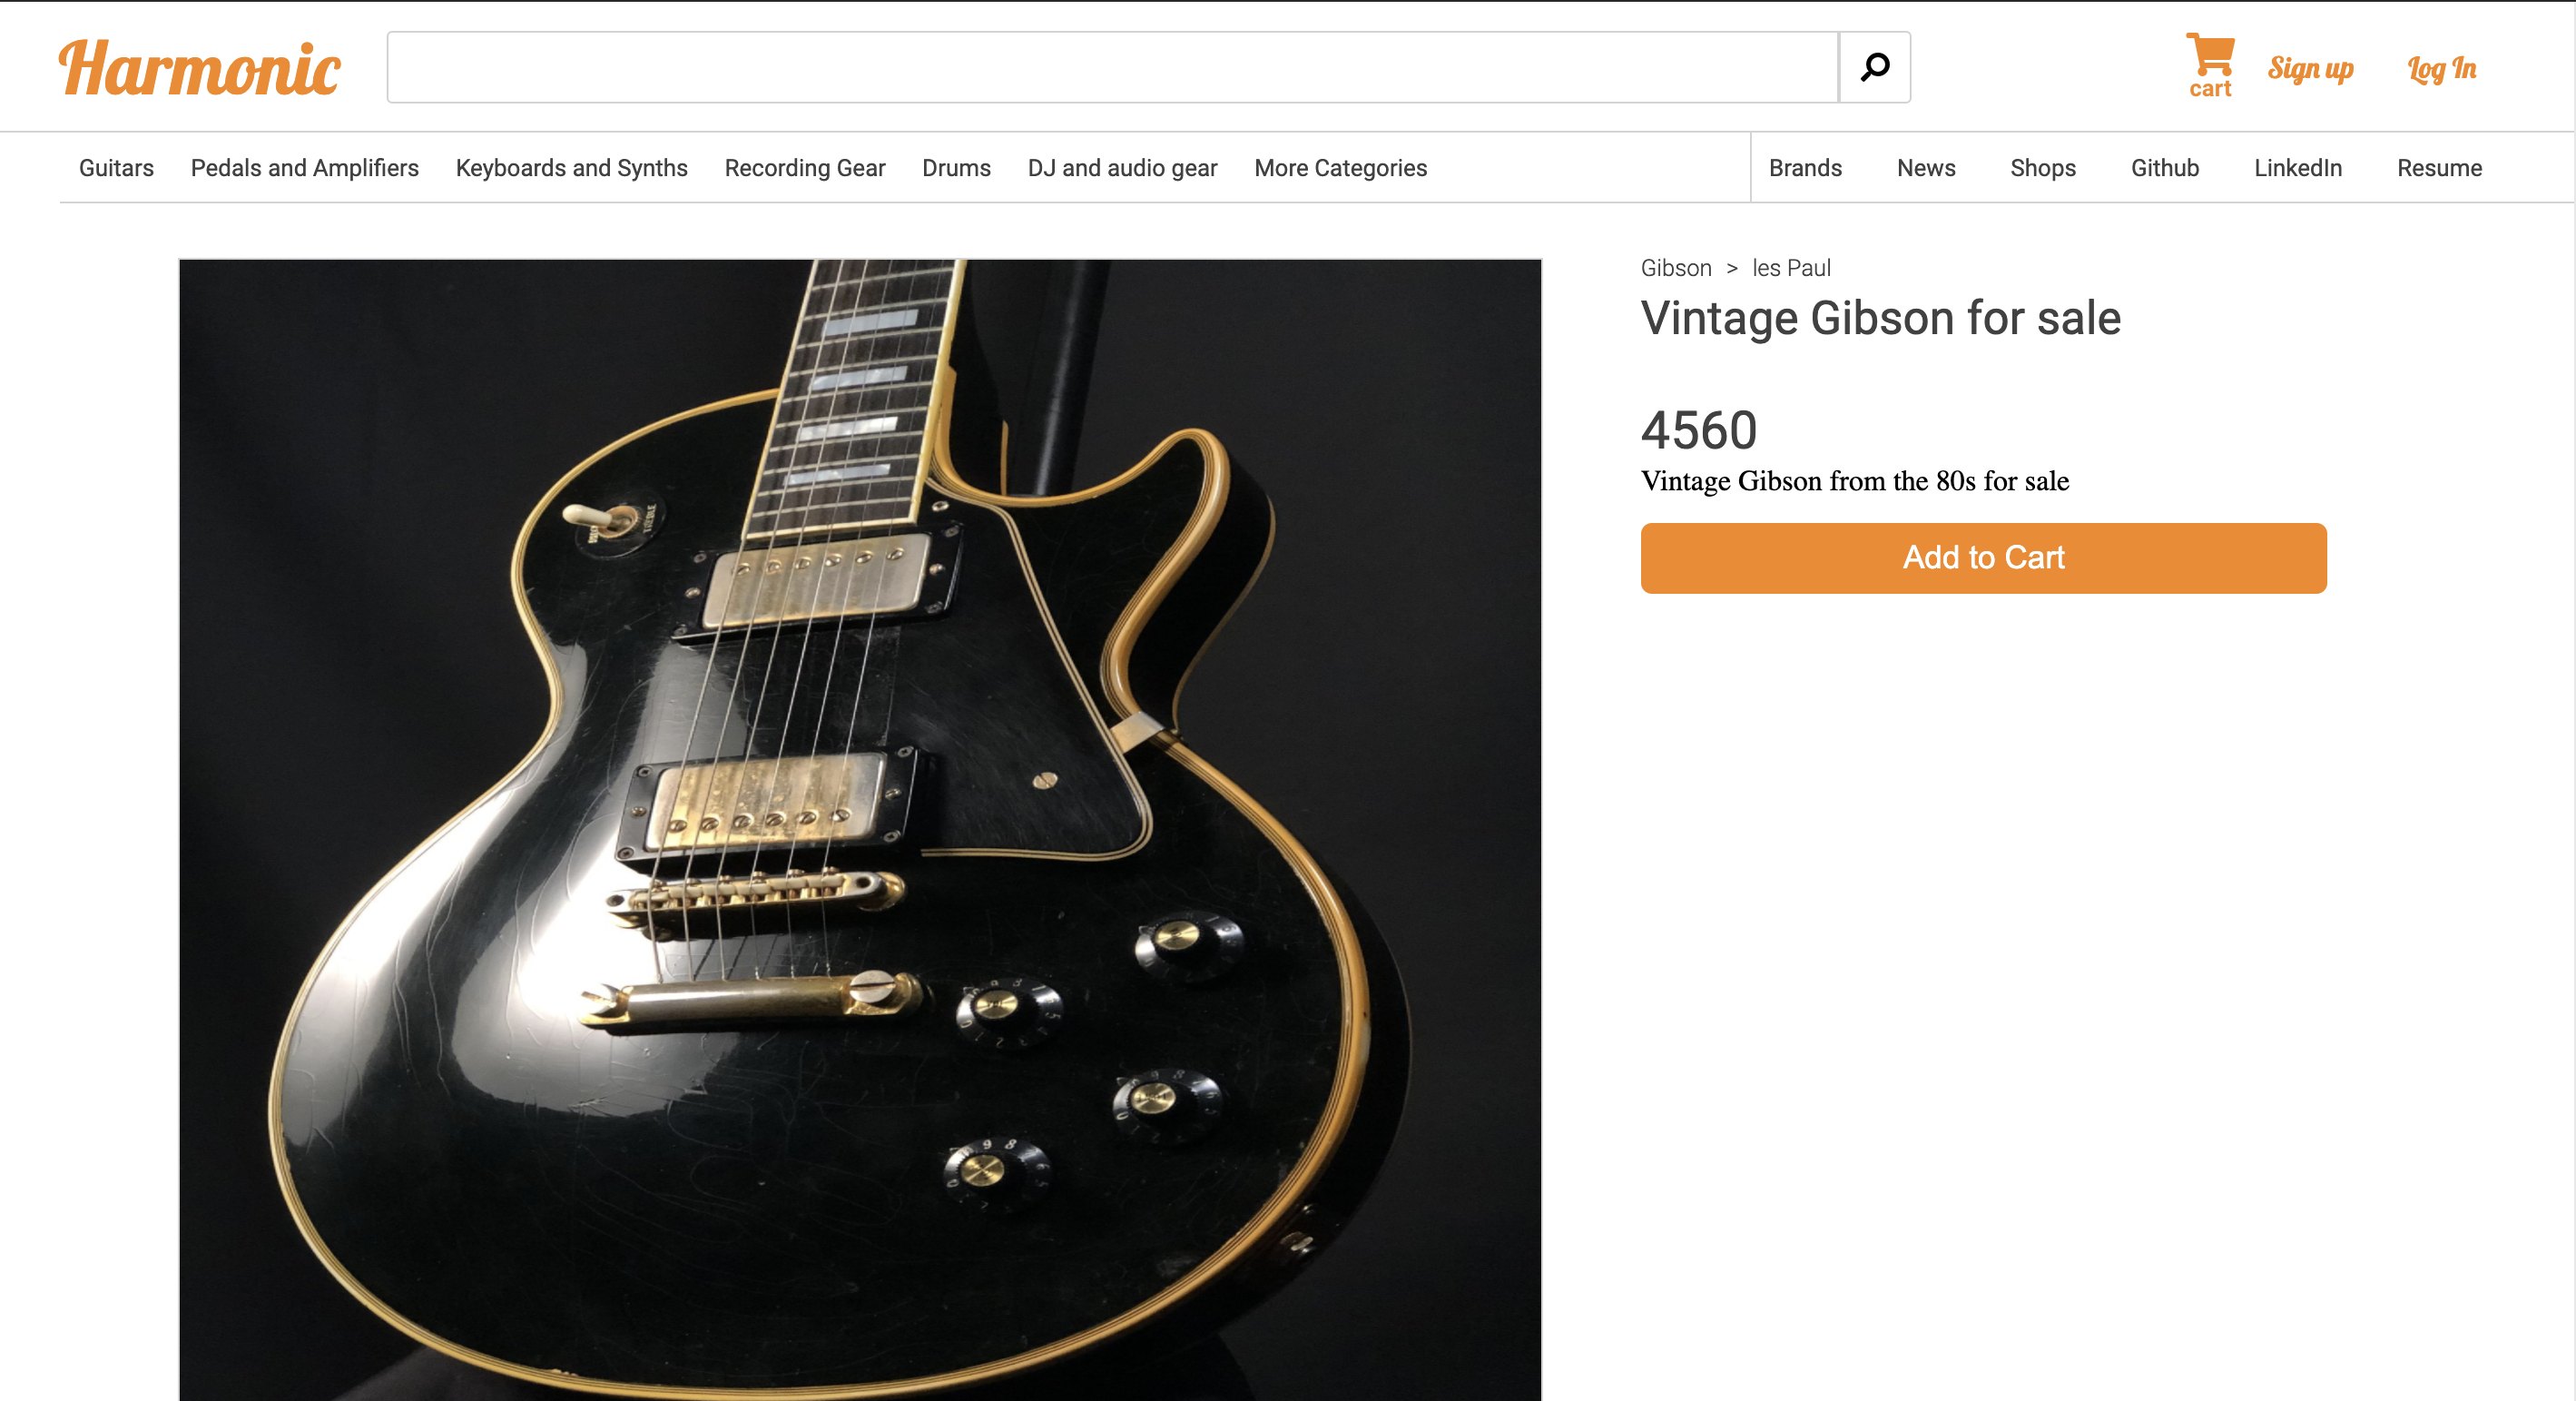 Harmonic
cart
Sign up
Log In
Guitars Pedals and Amplifiers Keyboards and Synths Recording Gear Drums DJ and audio gear More Categories
Brands News Shops Github LinkedIn Resume
Gibson > les Paul
Vintage Gibson for sale
4560
Vintage Gibson from the 80s for sale
Add to Cart
TREBLE